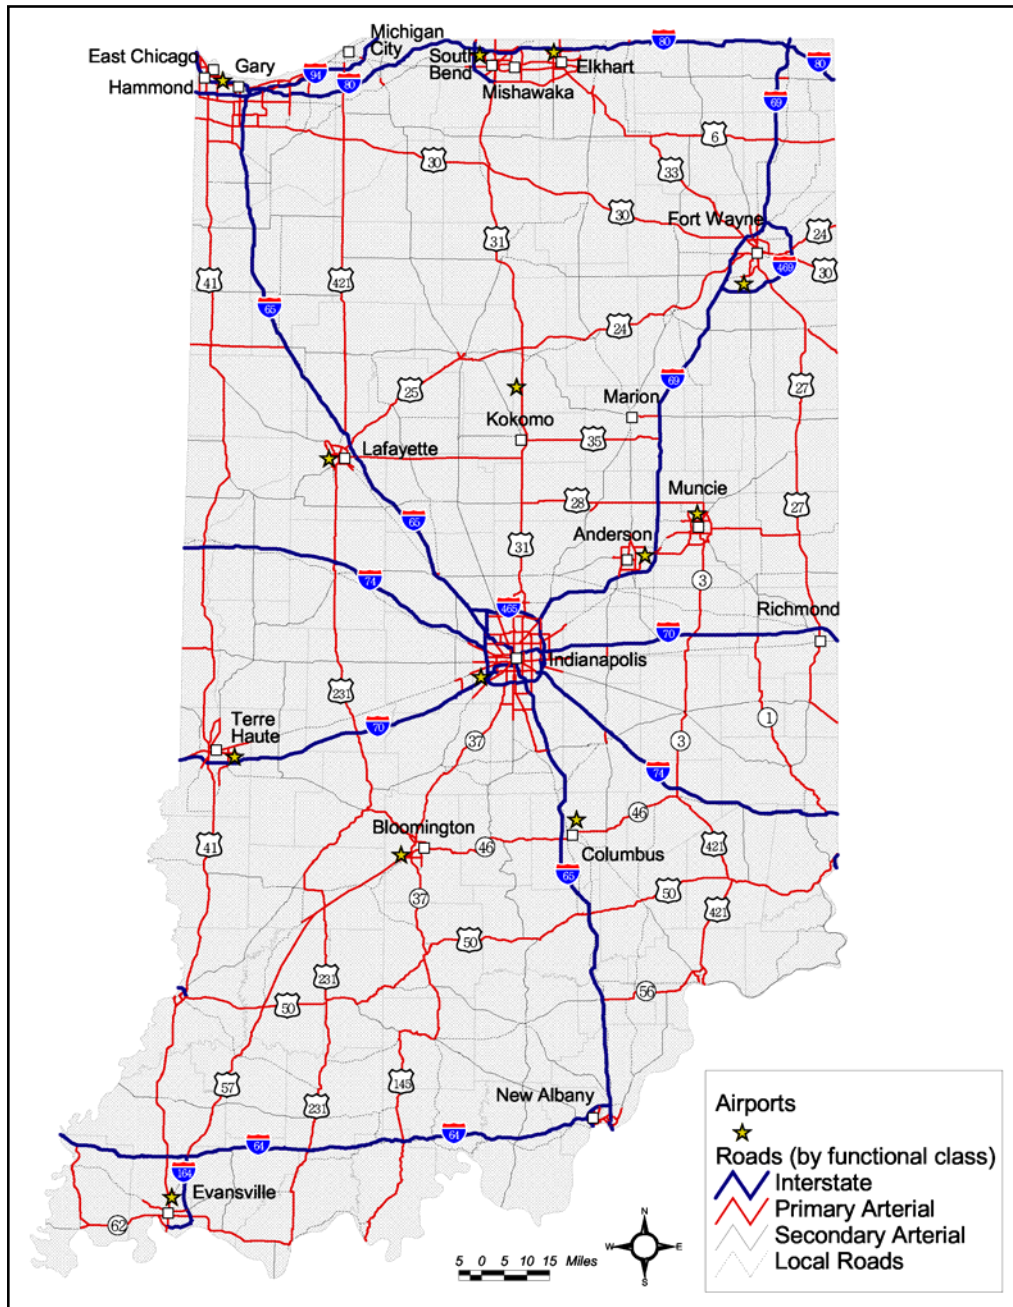 Michigan
City
East Chicago
Gary
Hammond
94
80
South
Bend
Elkhart
Mishawaka
80
80
69
6
30
33
30
Fort Wayne
24
30
469
31
41
421
65
24
69
27
25
Marion
Kokomo
35
Lafayette
28
Muncie
27
65
31
Anderson
3
74
465
Richmond
70
Indianapolis
231
Terre
Haute
70
37
3
1
74
46
Bloomington
46
Columbus
41
421
65
37
50
421
50
231
50
56
57
145
231
New Albany
64
64
164
Evansville
62
Airports
Roads (by functional class)
Interstate
Primary Arterial
Secondary Arterial
Local Roads
N
W E
S
5 0 5 10 15 Miles